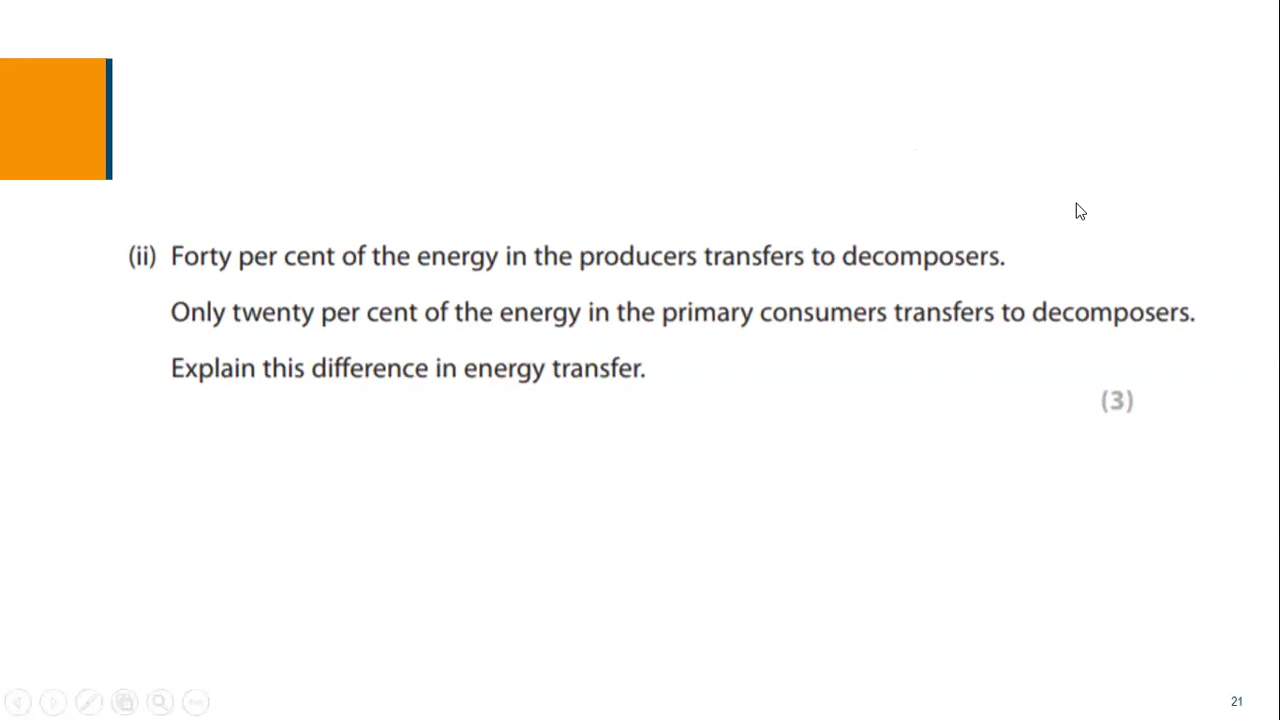 (ii) Forty per cent of the energy in the producers transfers to decomposers.
Only twenty per cent of the energy in the primary consumers transfers to decomposers.
Explain this difference in energy transfer.
(3)
21